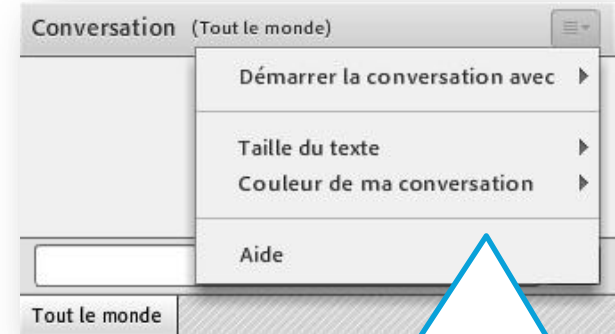 Conversation (Tout le monde)
Démarrer la conversation avec
Taille du texte
Couleur de ma conversation
Aide
Tout le monde